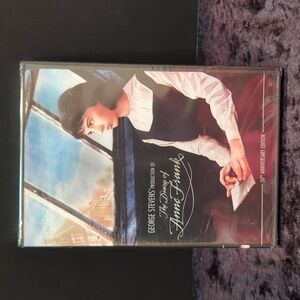 GEORGE STEVENS' PRODUCTION OF
The Diary of
Anne Frank
50TH ANNIVERSARY EDITION